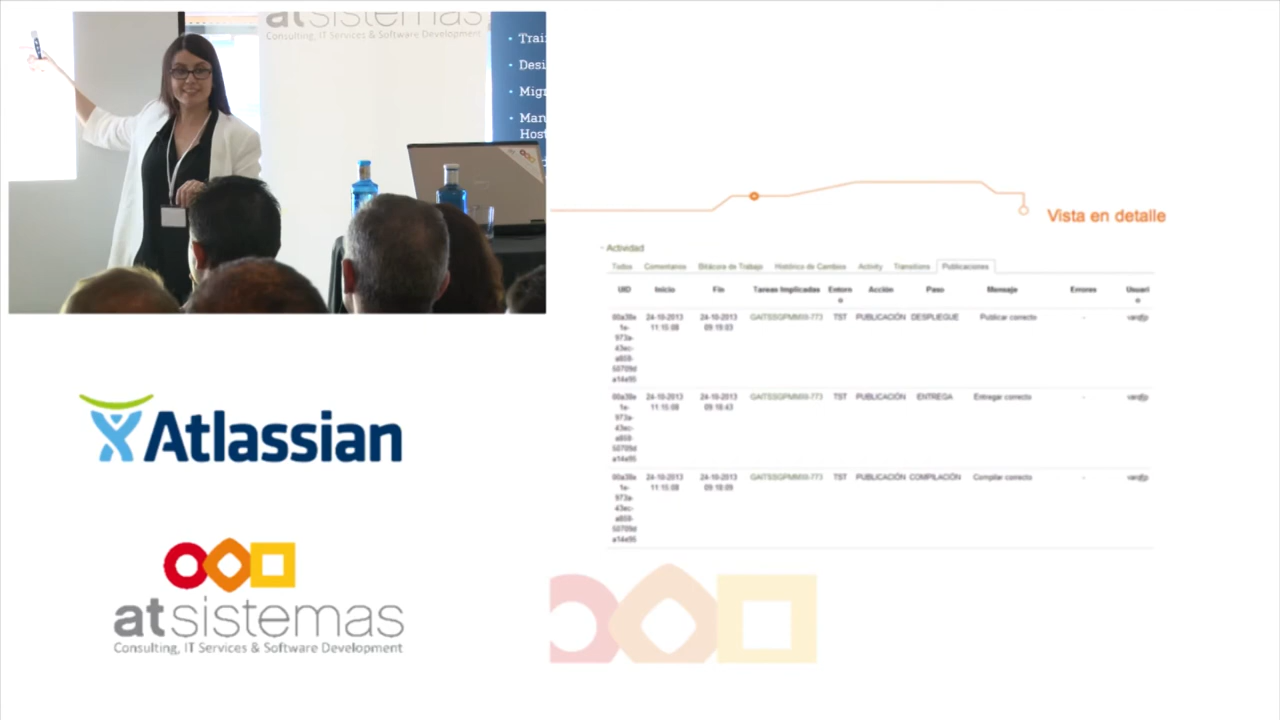 atsistemas
Consulting, IT Services & Software Development
• Trai
• Desi
• Migr
• Man
Host
Atlassian
atsistemas
Consulting, IT Services & Software Development
Vista en detalle
Actividad
Todos Comentarios Bitácora de Trabajo Histórico de Cambios Activity Transitions Publicaciones
UID Inicio Fin Tareas Implicadas Entorn Acción Paso Mensaje Errores Usuari
o o
24-10-2013 24-10-2013 TST PUBLICACIÓN DESPLIEGUE Publicar correcto -
11:15:08 09:19:03
24-10-2013 24-10-2013 TST PUBLICACIÓN ENTREGA Entregar correcto -
11:15:08 09:18:43
24-10-2013 24-10-2013 TST PUBLICACIÓN COMPILACIÓN Compilar correcto -
11:15:08 09:18:09